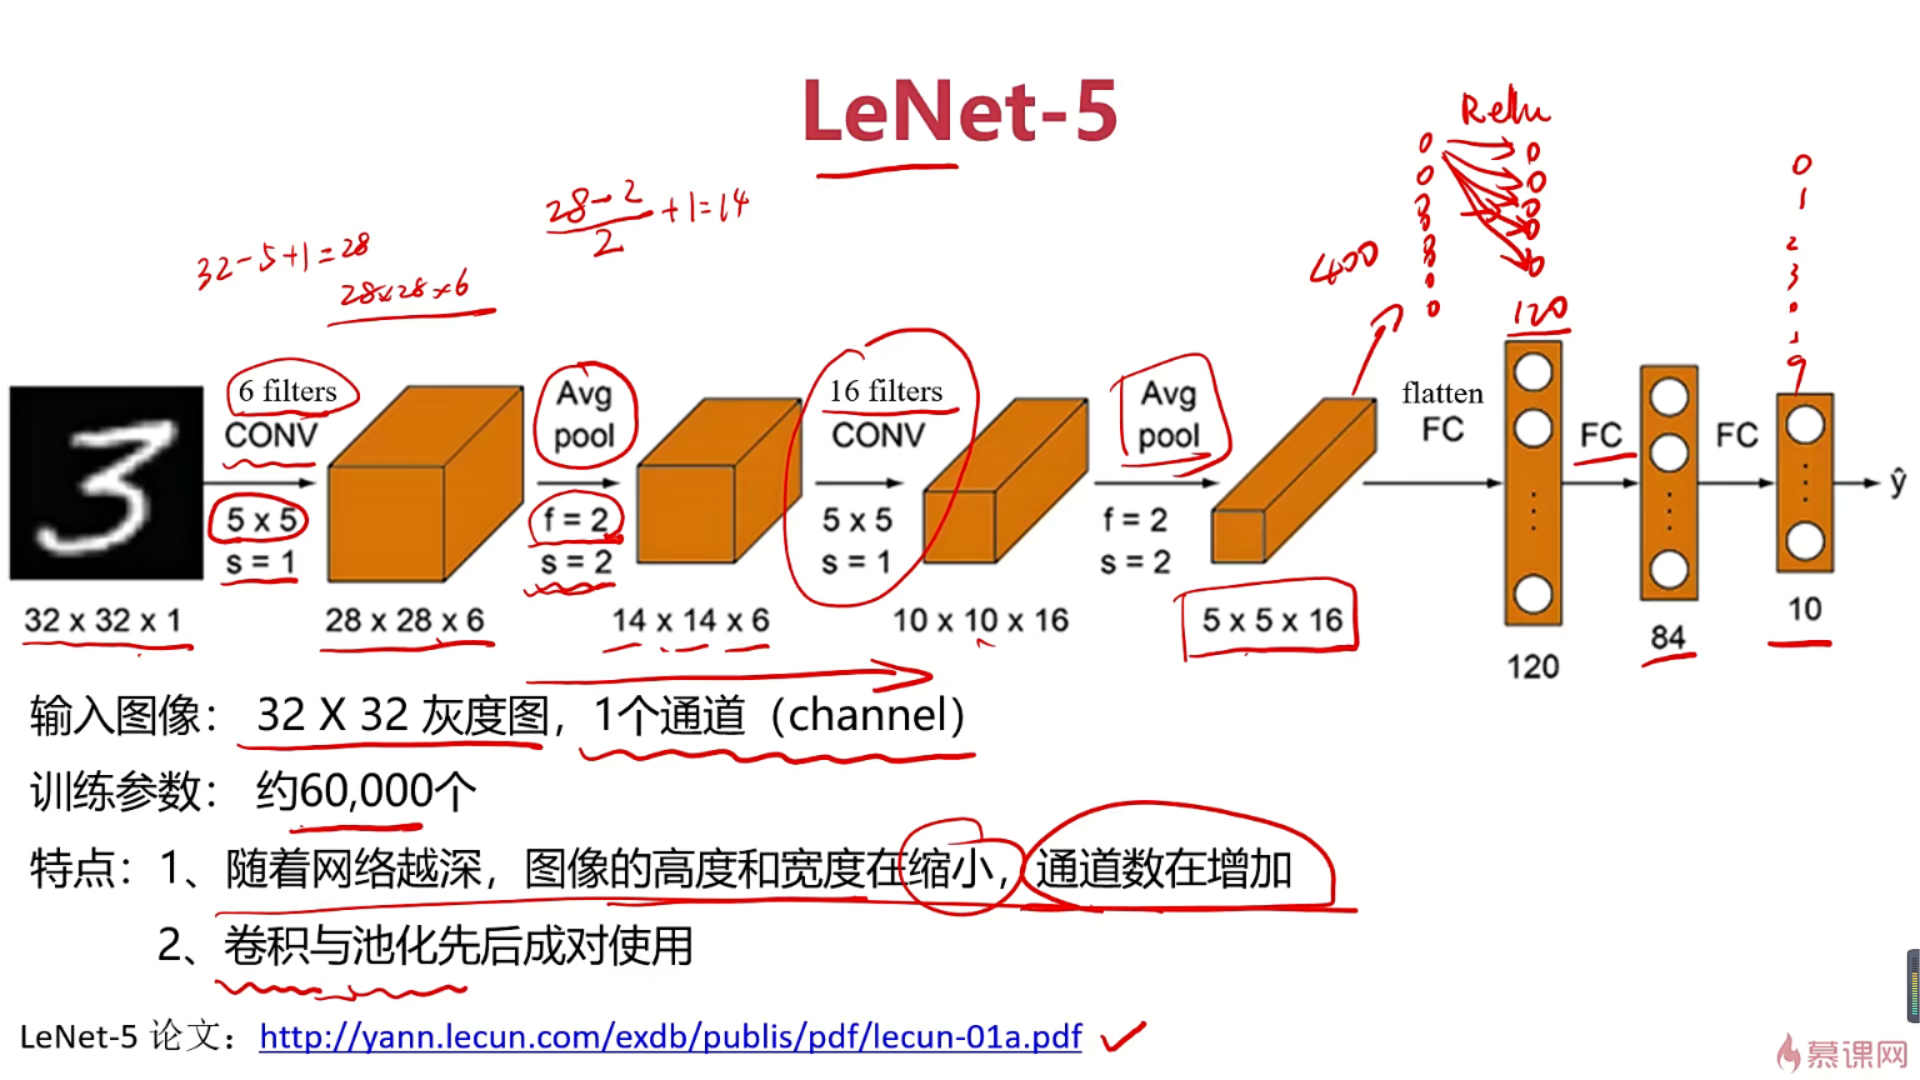 LeNet-5
Relu
32-5+1=28
28x28x6
28-2
2
+1=14
400
120
0
1
2
3
9
6 filters
CONV
5 x 5
s = 1
Avg
pool
f = 2
s = 2
16 filters
CONV
5 x 5
s = 1
Avg
pool
f = 2
s = 2
flatten
FC
FC
FC
ŷ
32 x 32 x 1
28 x 28 x 6
14 x 14 x 6
10 x 10 x 16
5 x 5 x 16
120
84
10
输入图像： 32 X 32 灰度图，1个通道（channel）
训练参数： 约60,000个
特点：1、随着网络越深，图像的高度和宽度在缩小，通道数在增加
2、卷积与池化先后成对使用
LeNet-5 论文：http://yann.lecun.com/exdb/publis/pdf/lecun-01a.pdf
慕课网